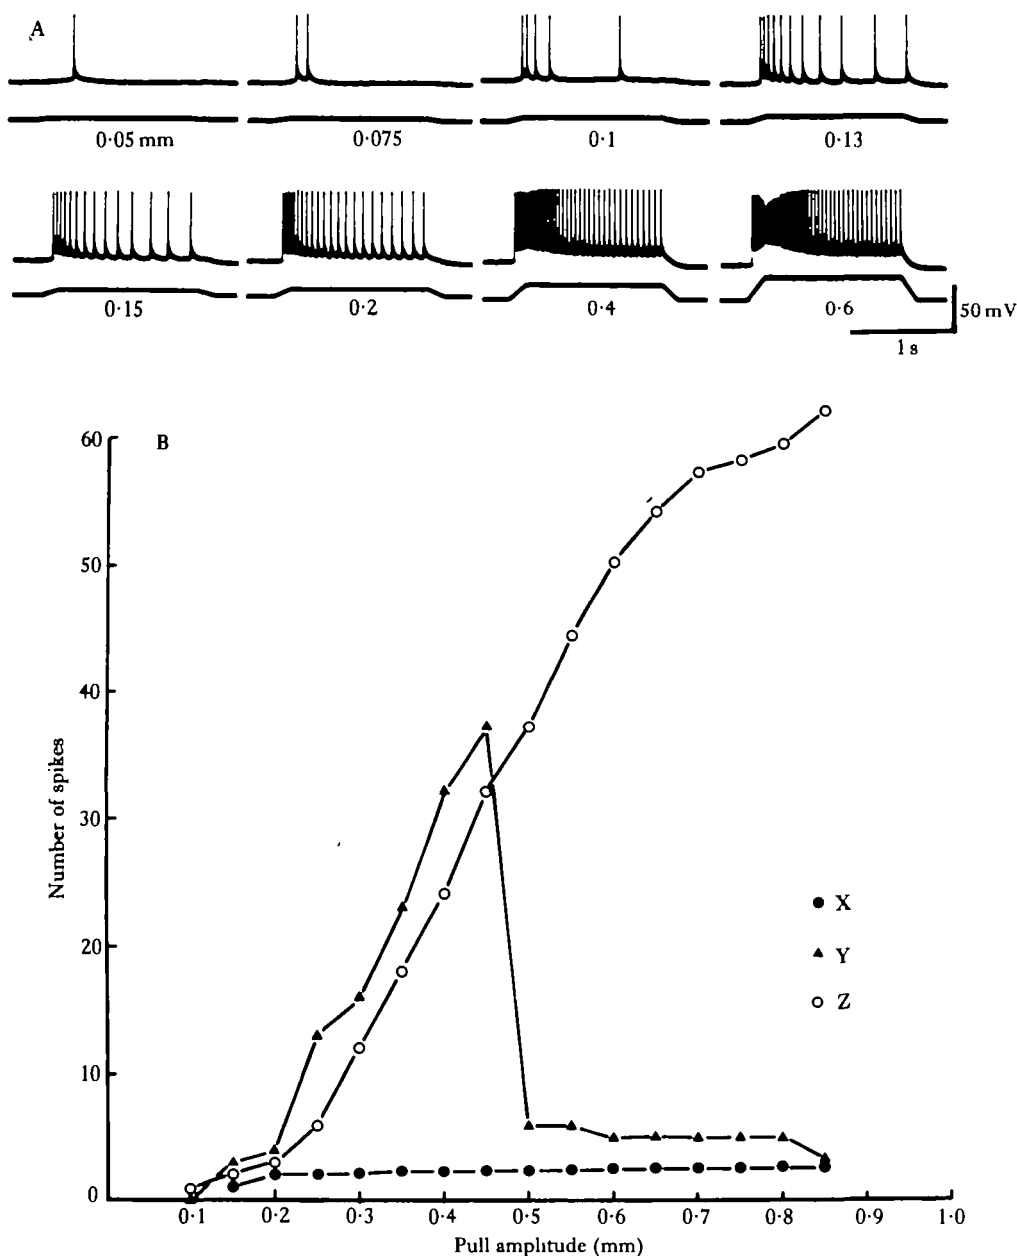 A
0·05 mm 0·075 0·1 0·13
0·15 0·2 0·4 0·6
50 mV
1 s
B
60
50
40
30
20
10
0
Number of spikes
X
Y
Z
0·1 0·2 0·3 0·4 0·5 0·6 0·7 0·8 0·9 1·0
Pull amplitude (mm)